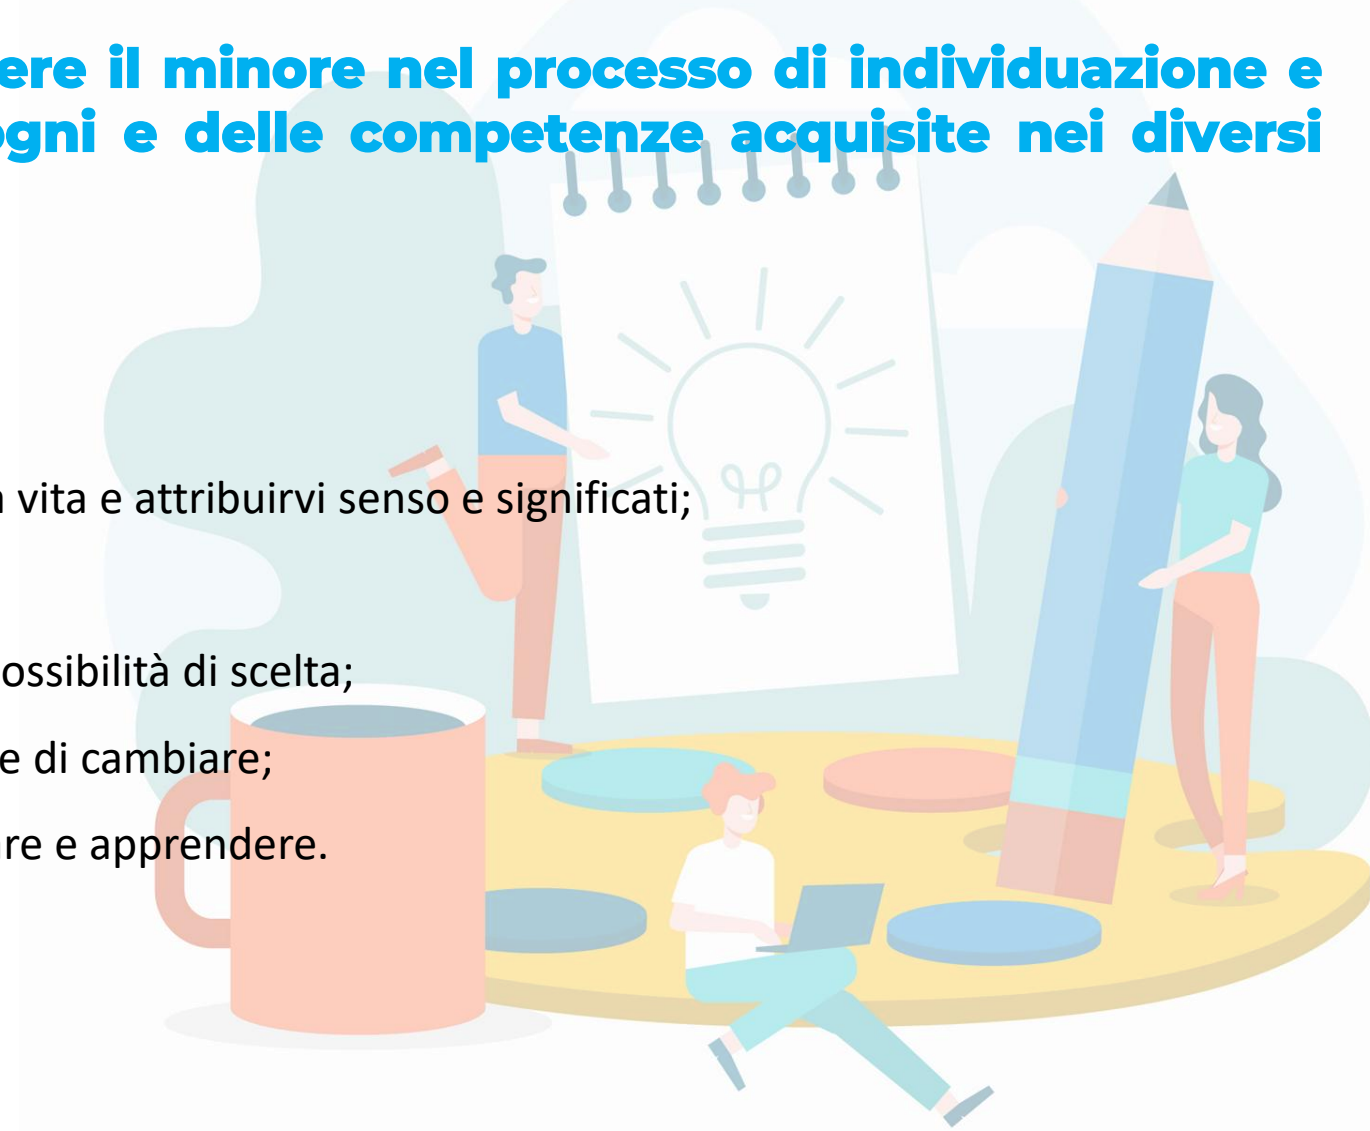 ere il minore nel processo di individuazione e
ogni e delle competenze acquisite nei diversi
vita e attribuirvi senso e significati;
ossibilità di scelta;
e di cambiare;
are e apprendere.